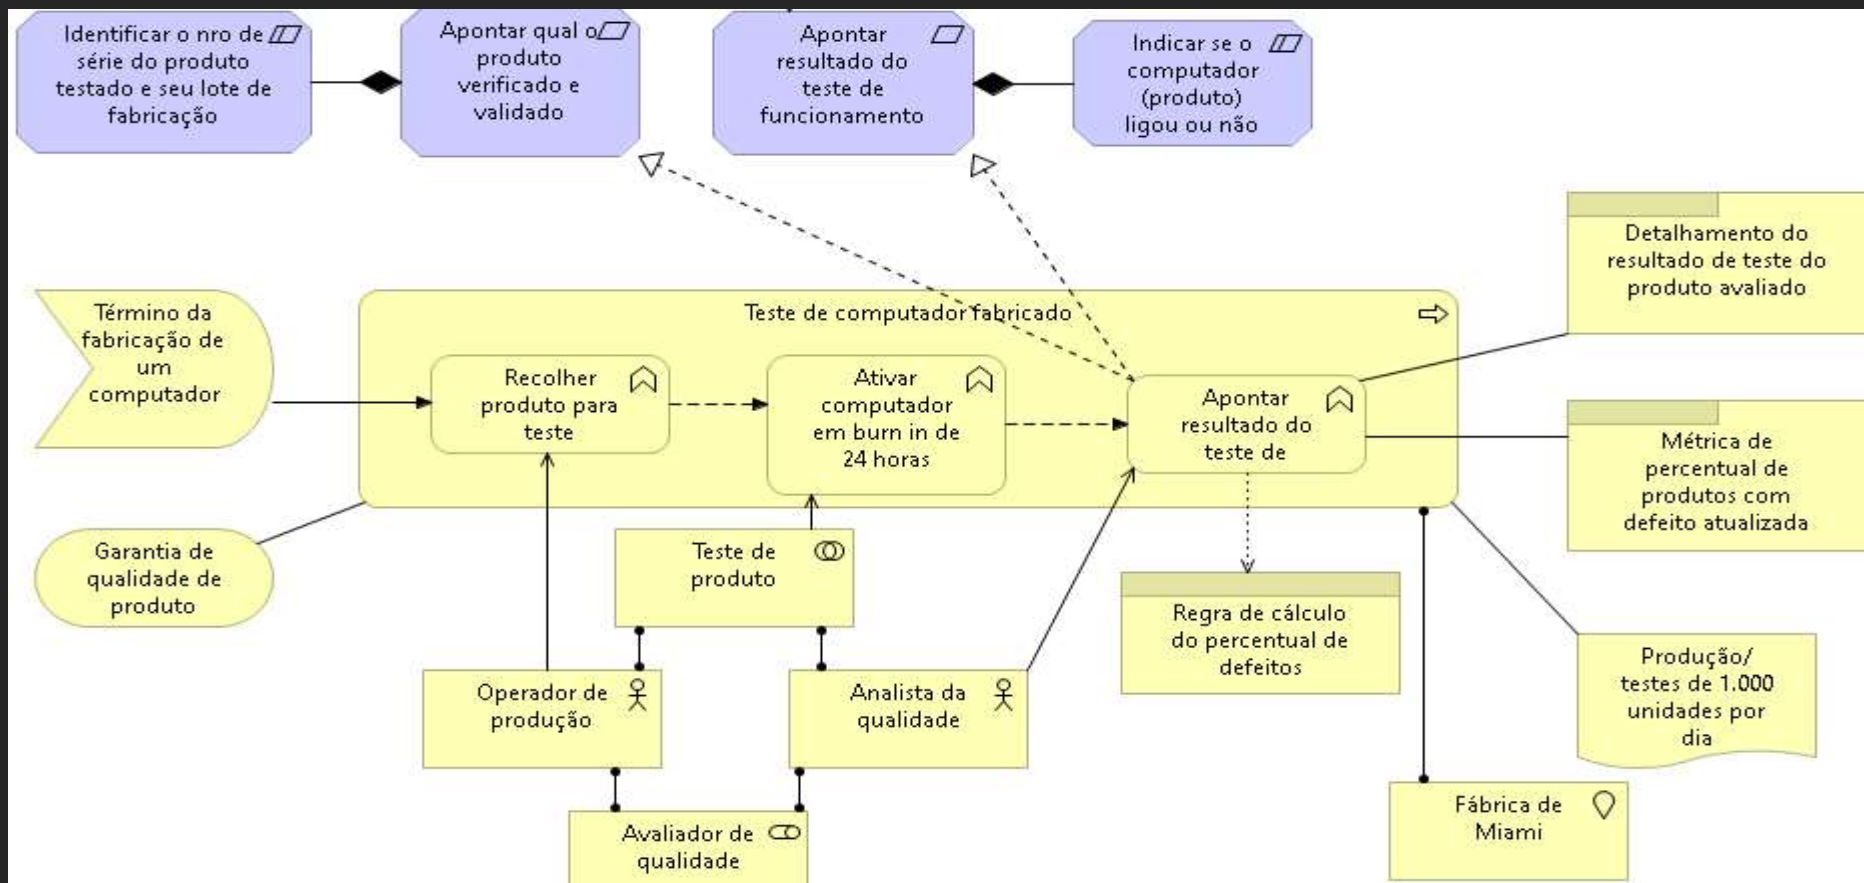 Identificar o nro de
série do produto
testado e seu lote de
fabricação
Apontar qual o
produto
verificado e
validado
Apontar
resultado do
teste de
funcionamento
Indicar se o
computador
(produto)
ligou ou não
Detalhamento do
resultado de teste do
produto avaliado
Término da
fabricação de
um
computador
Teste de computador fabricado
Recolher
produto para
teste
Ativar
computador
em burn in de
24 horas
Apontar
resultado do
teste de
Métrica de
percentual de
produtos com
defeito atualizada
Garantia de
qualidade de
produto
Teste de
produto
Regra de cálculo
do percentual de
defeitos
Operador de
produção
Analista da
qualidade
Produção/
testes de 1.000
unidades por
dia
Avaliador de
qualidade
Fábrica de
Miami